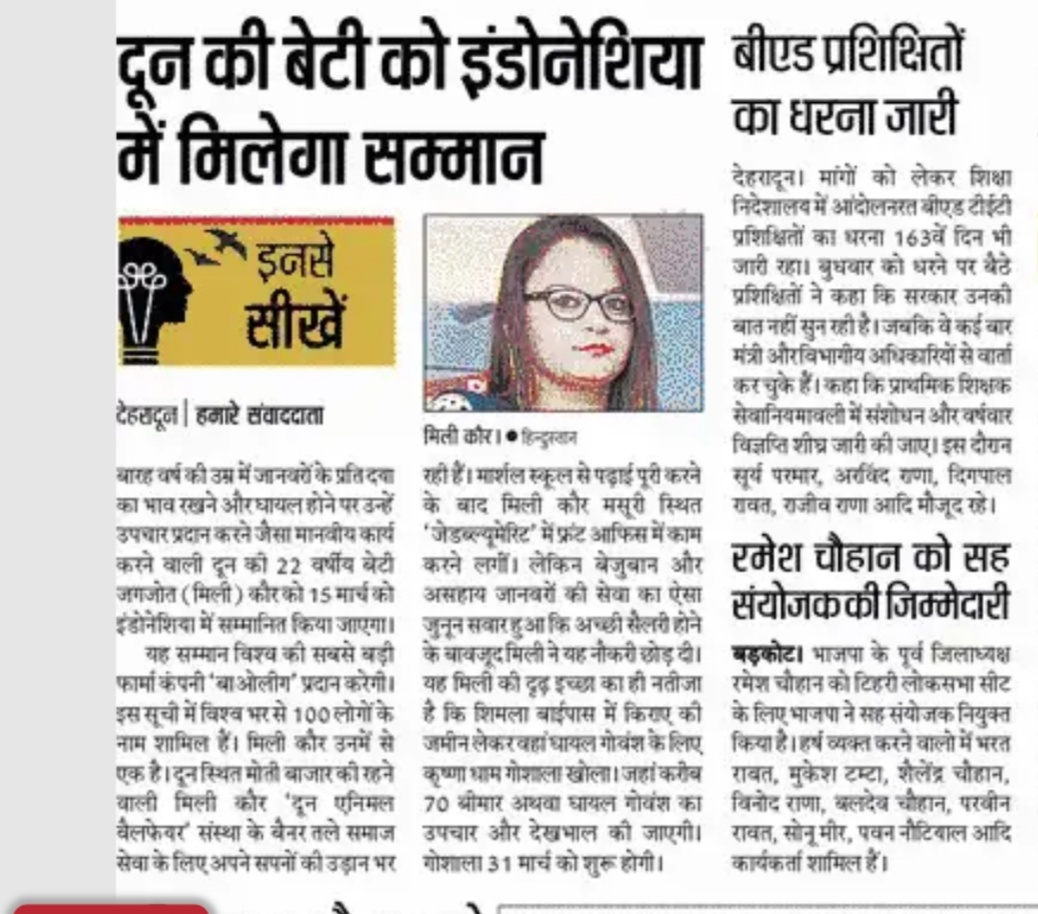 दून की बेटी को इंडोनेशिया
में मिलेगा सम्मान
इनसे
सीखें
देहरादून | हमारे संवाददाता
मिली कौर। ● हिन्दुस्तान
बारह वर्ष की उम्र में जानवरों के प्रति दया
का भाव रखने और घायल होने पर उन्हें
उपचार प्रदान करने जैसा मानवीय कार्य
करने वाली दून की 22 वर्षीय बेटी
जगजोत (मिली) कौर को 15 मार्च को
इंडोनेशिया में सम्मानित किया जाएगा।
यह सम्मान विश्व की सबसे बड़ी
फार्मा कंपनी 'बाओलीग' प्रदान करेगी।
इस सूची में विश्व भर से 100 लोगों के
नाम शामिल हैं। मिली कौर उनमें से
एक है। दून स्थित मोती बाजार की रहने
वाली मिली कौर 'दून एनिमल
वैलफेयर' संस्था के बैनर तले समाज
सेवा के लिए अपने सपनों की उड़ान भर
रही हैं। मार्शल स्कूल से पढ़ाई पूरी करने
के बाद मिली कौर मसूरी स्थित
'जेडब्ल्यूमेरिट' में फ्रंट आफिस में काम
करने लगीं। लेकिन बेजुबान और
असहाय जानवरों की सेवा का ऐसा
जुनून सवार हुआ कि अच्छी सैलरी होने
के बावजूद मिली ने यह नौकरी छोड़ दी।
यह मिली की दृढ़ इच्छा का ही नतीजा
है कि शिमला बाईपास में किराए की
जमीन लेकर वहां घायल गोवंश के लिए
कृष्णा धाम गोशाला खोला। जहां करीब
70 बीमार अथवा घायल गोवंश का
उपचार और देखभाल की जाएगी।
गोशाला 31 मार्च को शुरू होगी।
बीएड प्रशिक्षितों
का धरना जारी
देहरादून। मांगों को लेकर शिक्षा
निदेशालय में आंदोलनरत बीएड टीईटी
प्रशिक्षितों का धरना 163वें दिन भी
जारी रहा। बुधवार को धरने पर बैठे
प्रशिक्षितों ने कहा कि सरकार उनकी
बात नहीं सुन रही है। जबकि वे कई बार
मंत्री और विभागीय अधिकारियों से वार्ता
कर चुके हैं। कहा कि प्राथमिक शिक्षक
सेवानियमावली में संशोधन और वर्षवार
विज्ञप्ति शीघ्र जारी की जाए। इस दौरान
सूर्य परमार, अरविंद राणा, दिगपाल
रावत, राजीव राणा आदि मौजूद रहे।
रमेश चौहान को सह
संयोजक की जिम्मेदारी
बड़कोट। भाजपा के पूर्व जिलाध्यक्ष
रमेश चौहान को टिहरी लोकसभा सीट
के लिए भाजपा ने सह संयोजक नियुक्त
किया है। हर्ष व्यक्त करने वालो में भरत
रावत, मुकेश टम्टा, शैलेंद्र चौहान,
विनोद राणा, बलदेव चौहान, परवीन
रावत, सोनू मीर, पवन नौटियाल आदि
कार्यकर्ता शामिल हैं।